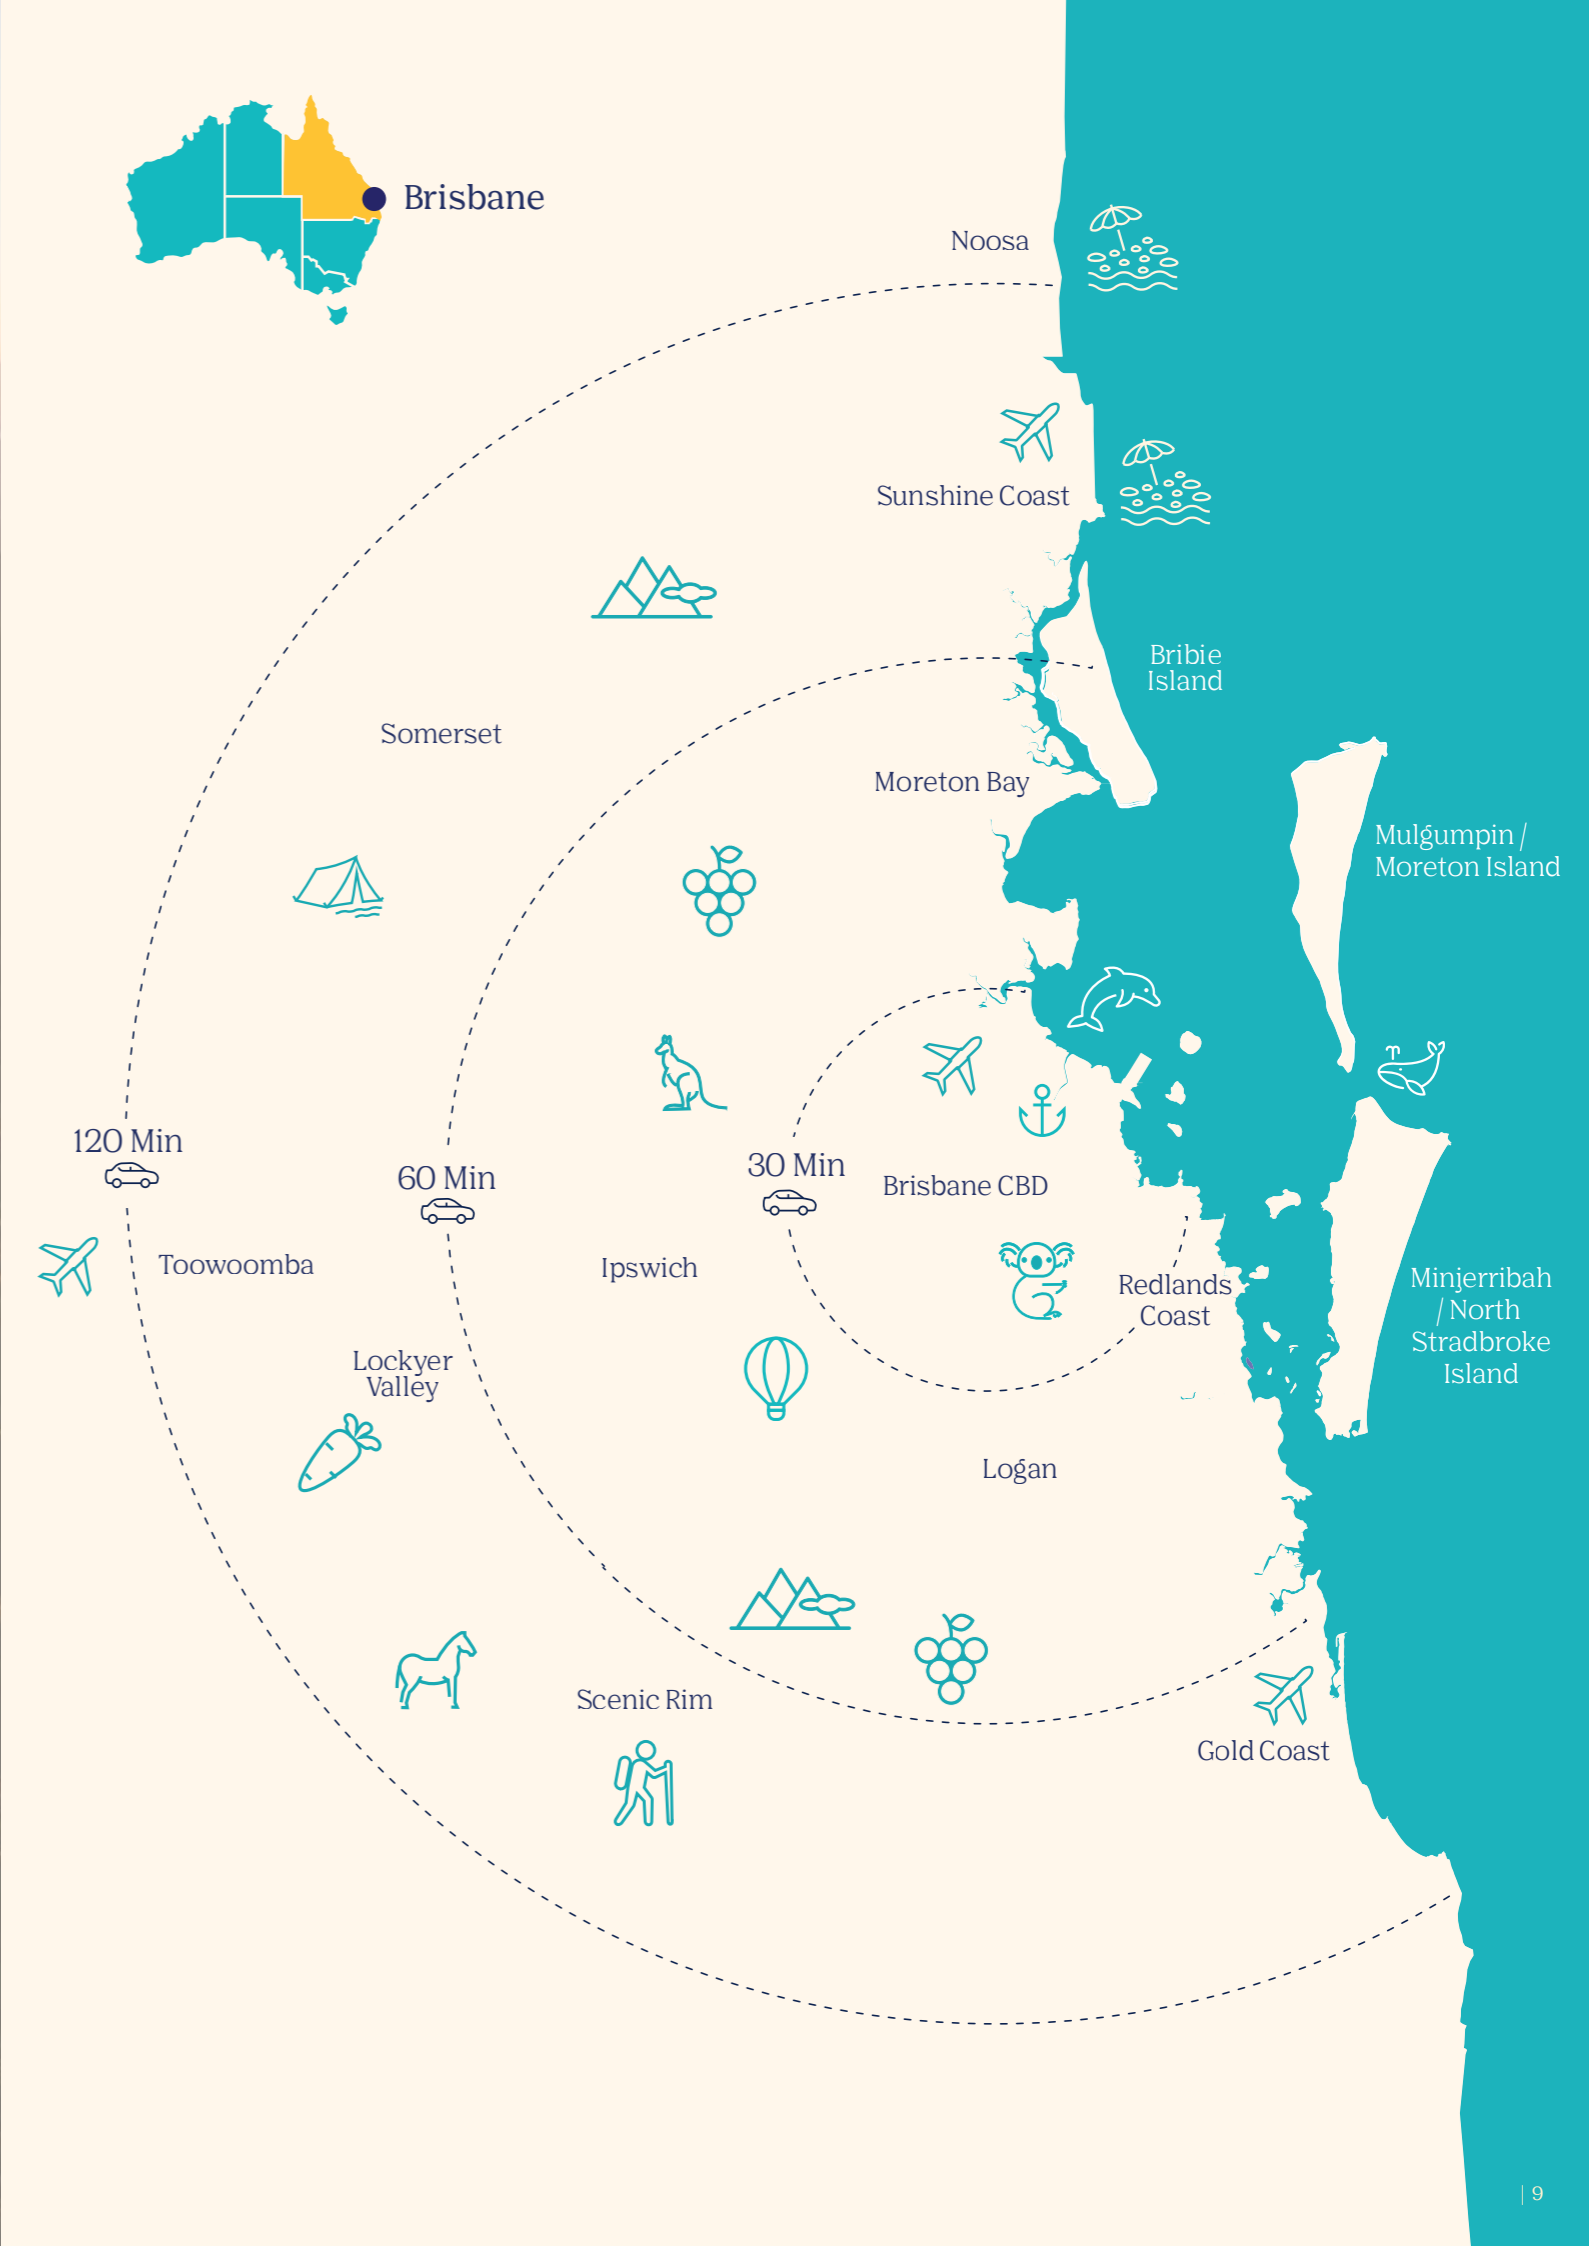 Brisbane
Noosa
Sunshine Coast
Bribie
Island
Somerset
Moreton Bay
Mulgumpin /
Moreton Island
120 Min
60 Min
30 Min
Brisbane CBD
Toowoomba
Ipswich
Redlands
Coast
Minjerribah
/ North
Stradbroke
Island
Lockyer
Valley
Logan
Scenic Rim
Gold Coast
| 9